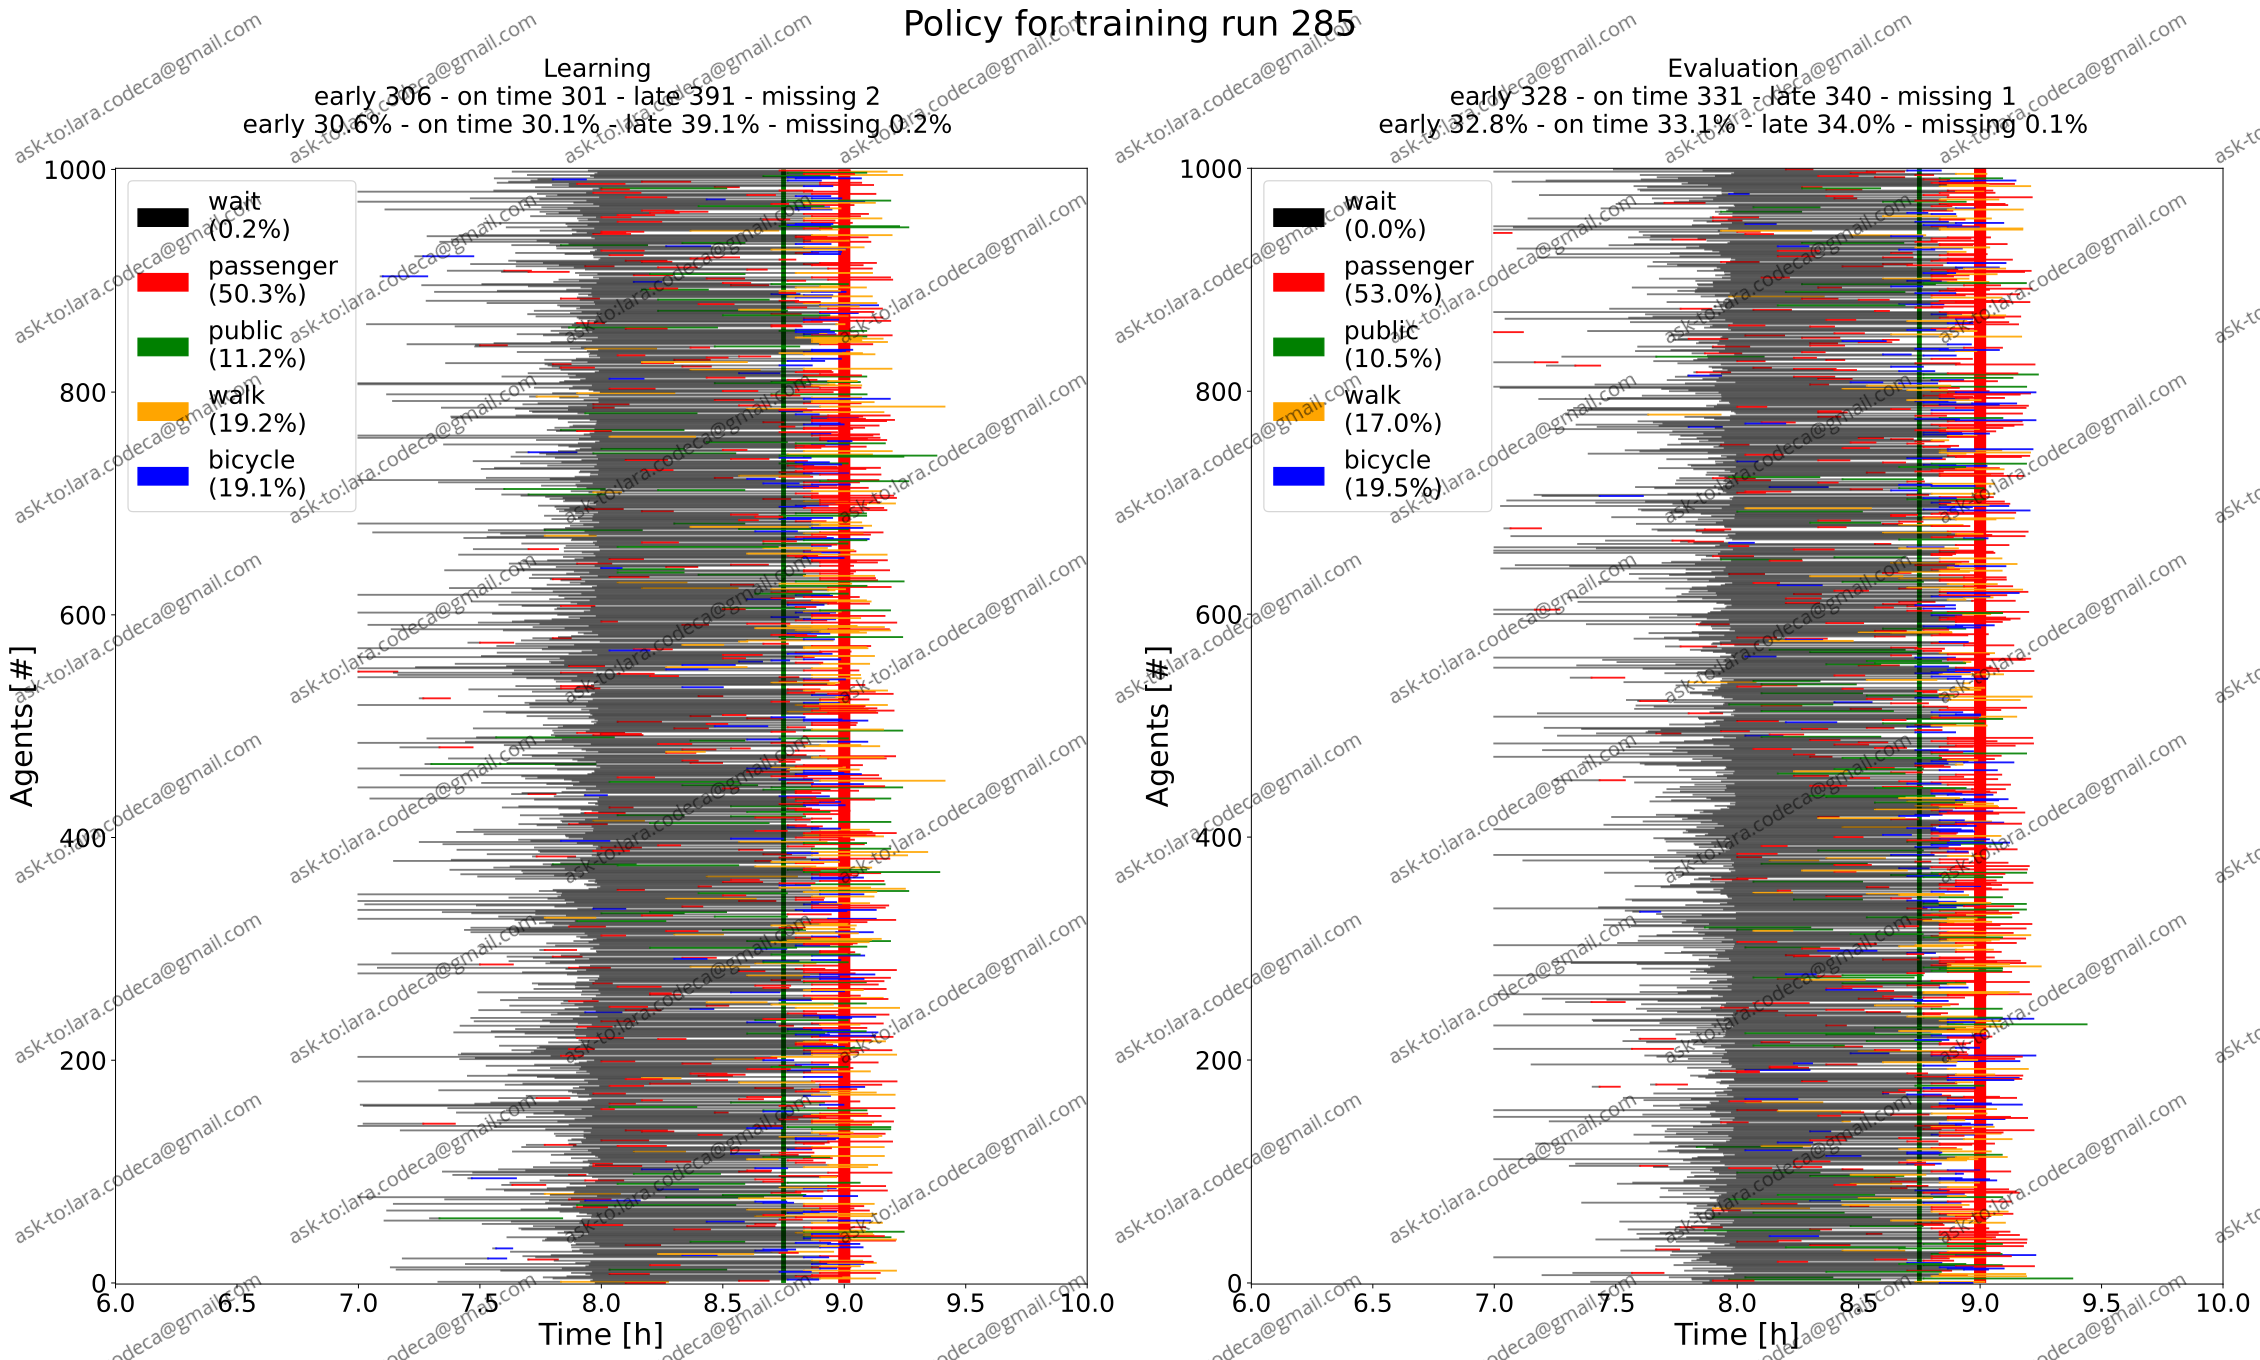 Policy for training run 285
Learning
early 306 - on time 301 - late 391 - missing 2
early 30.6% - on time 30.1% - late 39.1% - missing 0.2%
1000
800
600
400
200
0
Agents [#]
wait
(0.2%)
passenger
(50.3%)
public
(11.2%)
walk
(19.2%)
bicycle
(19.1%)
6.0 6.5 7.0 7.5 8.0 8.5 9.0 9.5 10.0
Time [h]
Evaluation
early 328 - on time 331 - late 340 - missing 1
early 32.8% - on time 33.1% - late 34.0% - missing 0.1%
1000
800
600
400
200
0
Agents [#]
wait
(0.0%)
passenger
(53.0%)
public
(10.5%)
walk
(17.0%)
bicycle
(19.5%)
6.0 6.5 7.0 7.5 8.0 8.5 9.0 9.5 10.0
Time [h]
ask-to:lara.codeca@gmail.com